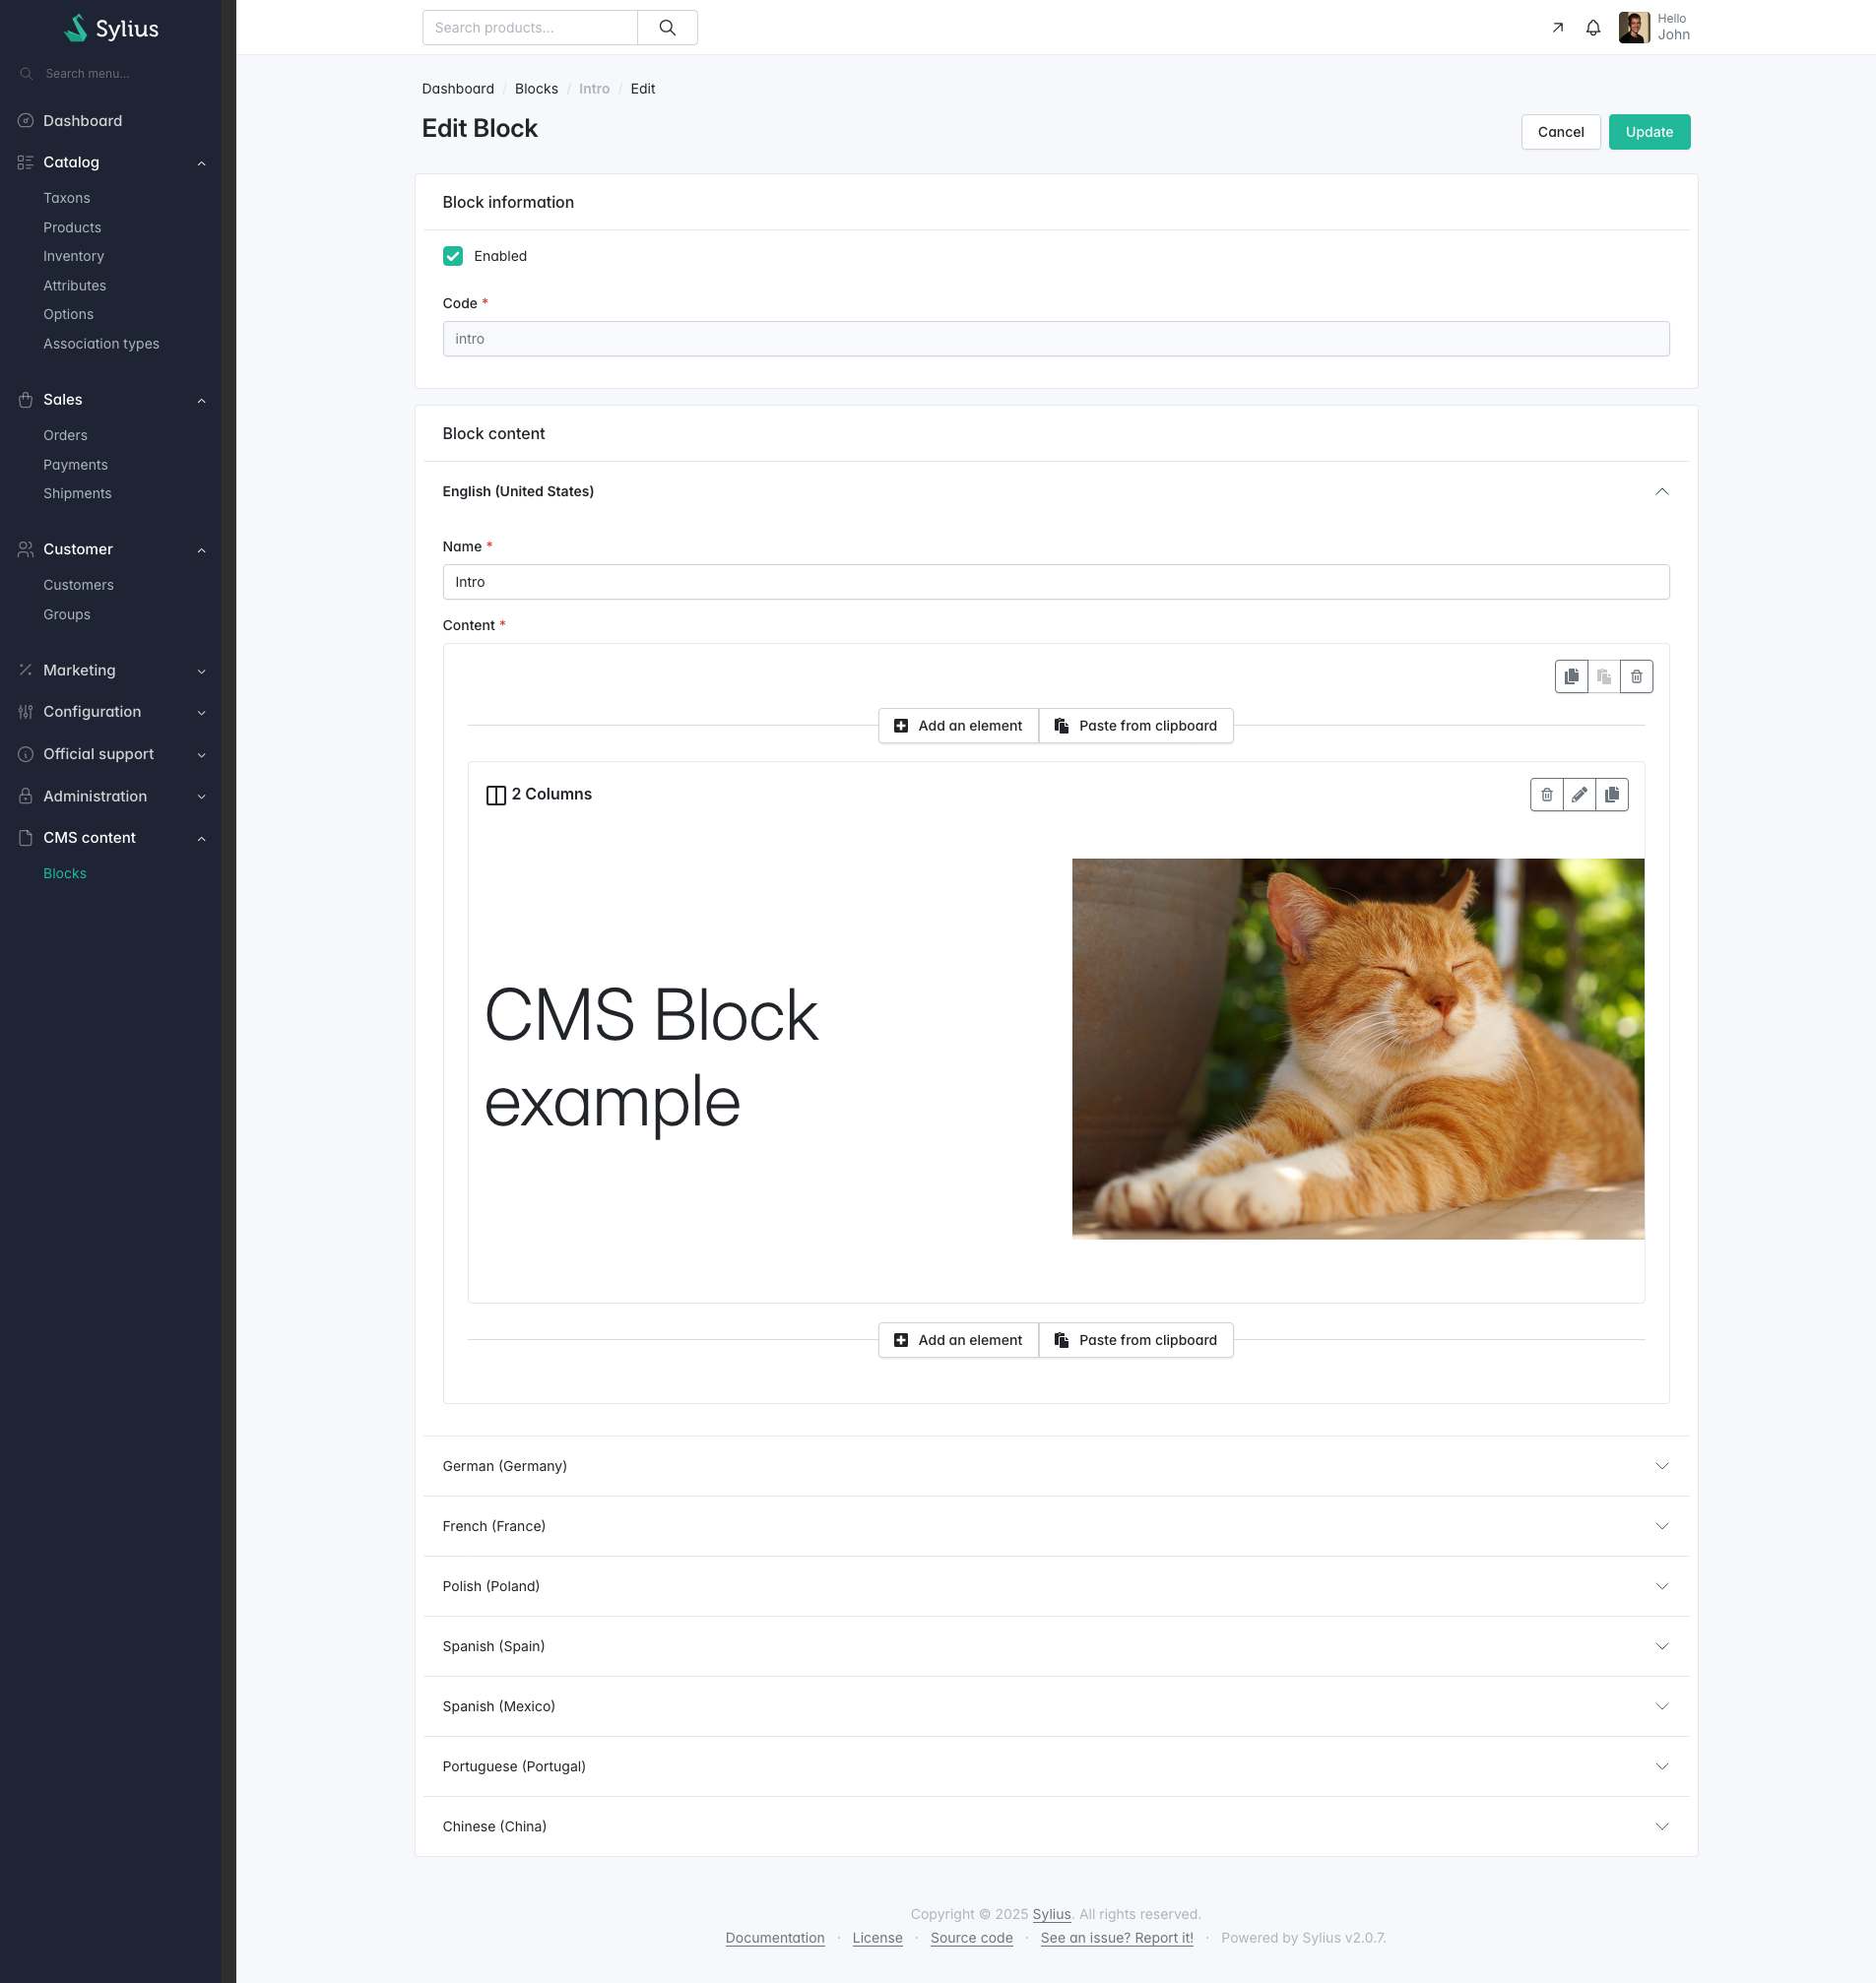 Sylius
Search products...
Hello
John
Search menu...
Dashboard
Catalog
Taxons
Products
Inventory
Attributes
Options
Association types
Sales
Orders
Payments
Shipments
Customer
Customers
Groups
Marketing
Configuration
Official support
Administration
CMS content
Blocks
Dashboard / Blocks / Intro / Edit
Edit Block
Cancel
Update
Block information
Enabled
Code *
intro
Block content
English (United States)
Name *
Intro
Content *
Add an element
Paste from clipboard
2 Columns
CMS Block
example
Add an element
Paste from clipboard
German (Germany)
French (France)
Polish (Poland)
Spanish (Spain)
Spanish (Mexico)
Portuguese (Portugal)
Chinese (China)
Copyright © 2025 Sylius. All rights reserved.
Documentation · License · Source code · See an issue? Report it! · Powered by Sylius v2.0.7.